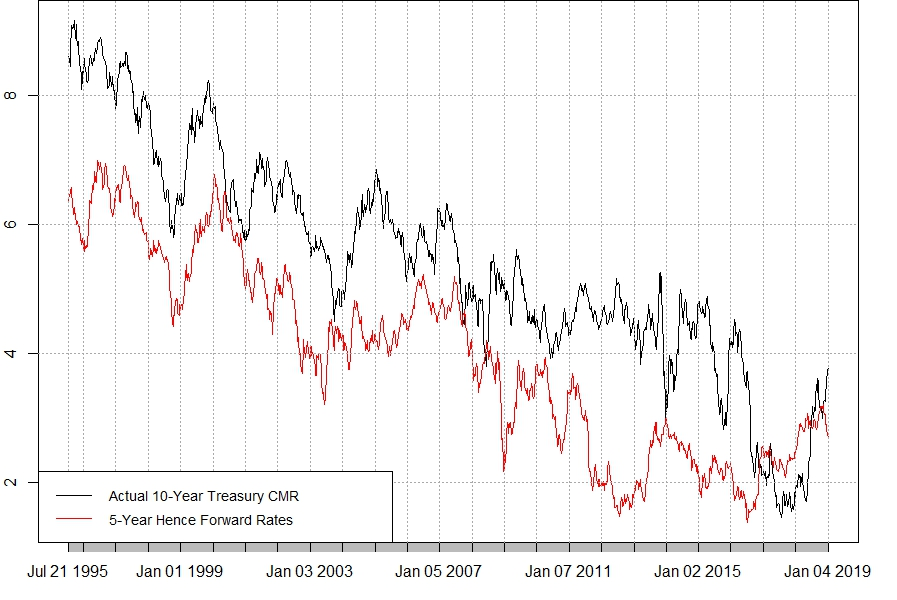 8
6
4
2
Actual 10-Year Treasury CMR
5-Year Hence Forward Rates
Jul 21 1995 Jan 01 1999 Jan 03 2003 Jan 05 2007 Jan 07 2011 Jan 02 2015 Jan 04 2019